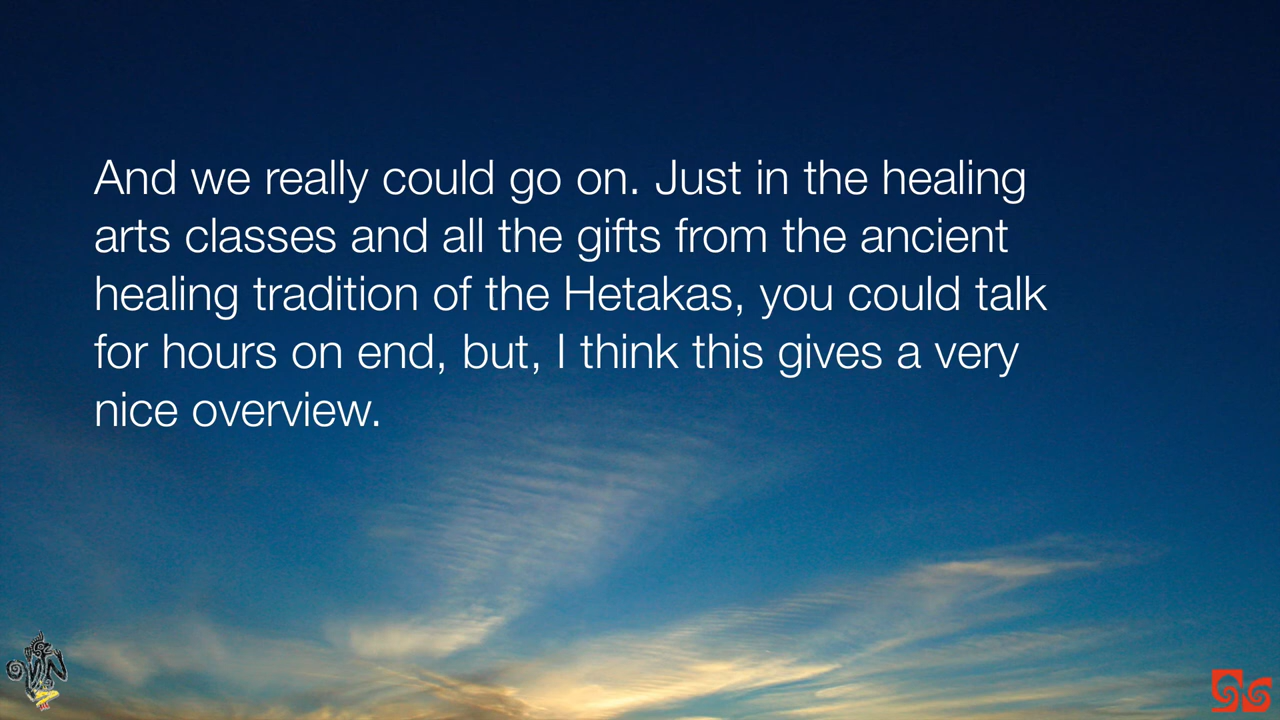 And we really could go on. Just in the healing
arts classes and all the gifts from the ancient
healing tradition of the Hetakas, you could talk
for hours on end, but, I think this gives a very
nice overview.